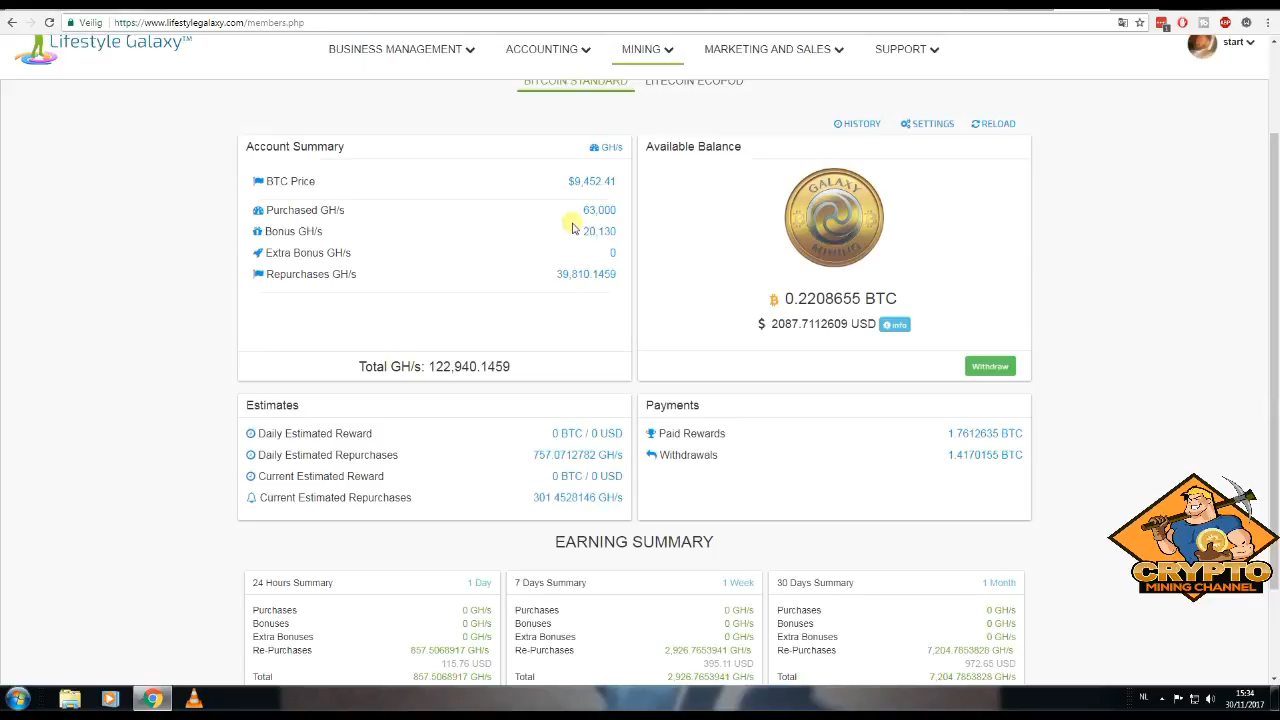 Veilig https://www.lifestylegalaxy.com/members.php
Lifestyle Galaxy™ BUSINESS MANAGEMENT ACCOUNTING MINING MARKETING AND SALES SUPPORT start
BITCOIN STANDARD LITECOIN ECOPOD
HISTORY SETTINGS RELOAD
Account Summary GH/s
BTC Price $9,452.41
Purchased GH/s 63,000
Bonus GH/s 20,130
Extra Bonus GH/s 0
Repurchases GH/s 39,810.1459
Total GH/s: 122,940.1459
Available Balance
GALAXY
MINING
0.2208655 BTC
$ 2087.7112609 USD info
Withdraw
Estimates
Daily Estimated Reward 0 BTC / 0 USD
Daily Estimated Repurchases 757.0712782 GH/s
Current Estimated Reward 0 BTC / 0 USD
Current Estimated Repurchases 301.4528146 GH/s
Payments
Paid Rewards 1.7612635 BTC
Withdrawals 1.4170155 BTC
EARNING SUMMARY
24 Hours Summary 1 Day
Purchases 0 GH/s
Bonuses 0 GH/s
Extra Bonuses 0 GH/s
Re-Purchases 857.5068917 GH/s
115.76 USD
Total 857.5068917 GH/s
7 Days Summary 1 Week
Purchases 0 GH/s
Bonuses 0 GH/s
Extra Bonuses 0 GH/s
Re-Purchases 2,926.7653941 GH/s
395.11 USD
Total 2,926.7653941 GH/s
30 Days Summary 1 Month
Purchases 0 GH/s
Bonuses 0 GH/s
Extra Bonuses 0 GH/s
Re-Purchases 7,204.7853828 GH/s
972.65 USD
Total 7,204.7853828 GH/s
CRYPTO
MINING CHANNEL
NL 15:34
30/11/2017